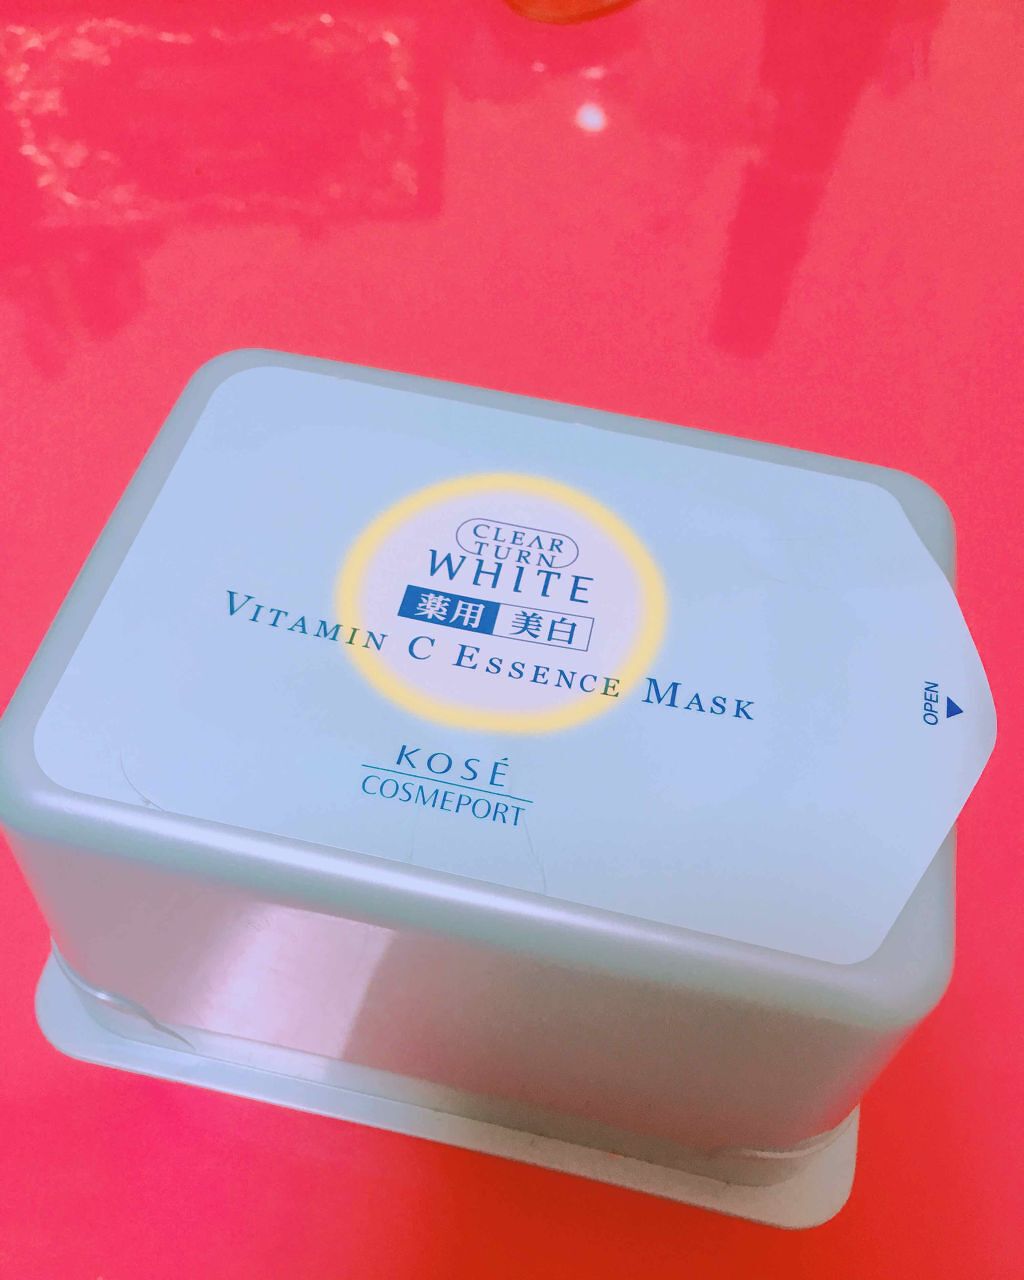 CLEAR
TURN
WHITE
薬用 美白
VITAMIN C ESSENCE MASK
KOSÉ
COSMEPORT
OPEN